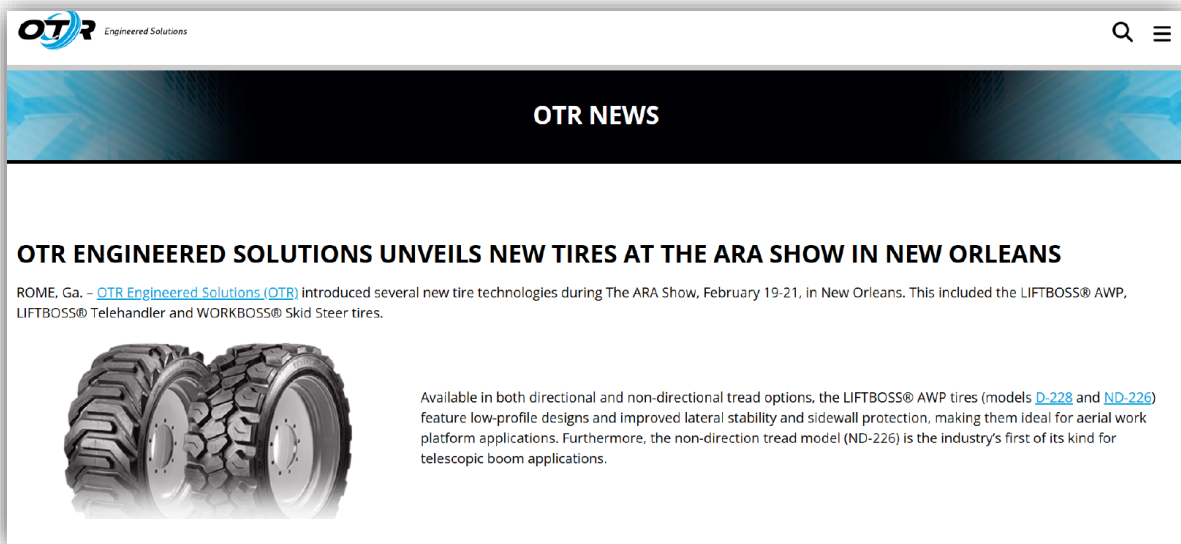 OTR Engineered Solutions
OTR NEWS
OTR ENGINEERED SOLUTIONS UNVEILS NEW TIRES AT THE ARA SHOW IN NEW ORLEANS
ROME, Ga. – OTR Engineered Solutions (OTR) introduced several new tire technologies during The ARA Show, February 19-21, in New Orleans. This included the LIFTBOSS® AWP,
LIFTBOSS® Telehandler and WORKBOSS® Skid Steer tires.
Available in both directional and non-directional tread options, the LIFTBOSS® AWP tires (models D-228 and ND-226)
feature low-profile designs and improved lateral stability and sidewall protection, making them ideal for aerial work
platform applications. Furthermore, the non-direction tread model (ND-226) is the industry's first of its kind for
telescopic boom applications.